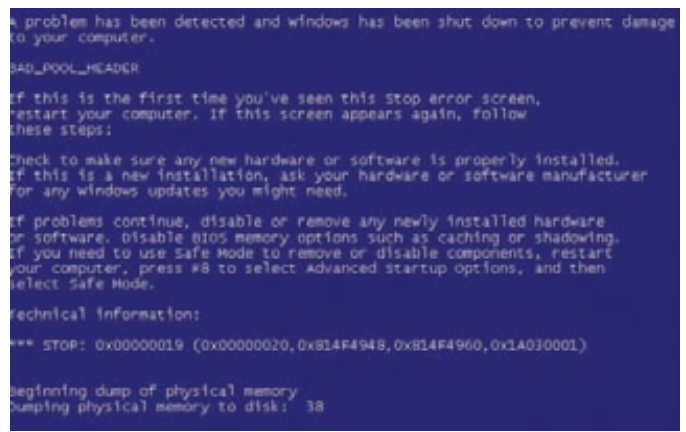 A problem has been detected and windows has been shut down to prevent damage
to your computer.
BAD_POOL_HEADER
If this is the first time you've seen this Stop error screen,
restart your computer. If this screen appears again, follow
these steps:
Check to make sure any new hardware or software is properly installed.
If this is a new installation, ask your hardware or software manufacturer
for any windows updates you might need.
If problems continue, disable or remove any newly installed hardware
or software. Disable BIOS memory options such as caching or shadowing.
If you need to use Safe Mode to remove or disable components, restart
your computer, press F8 to select Advanced Startup Options, and then
select Safe Mode.
Technical information:
*** STOP: 0x00000019 (0x00000020,0x814F4948,0x814F4960,0x1A030001)
Beginning dump of physical memory
Dumping physical memory to disk: 38